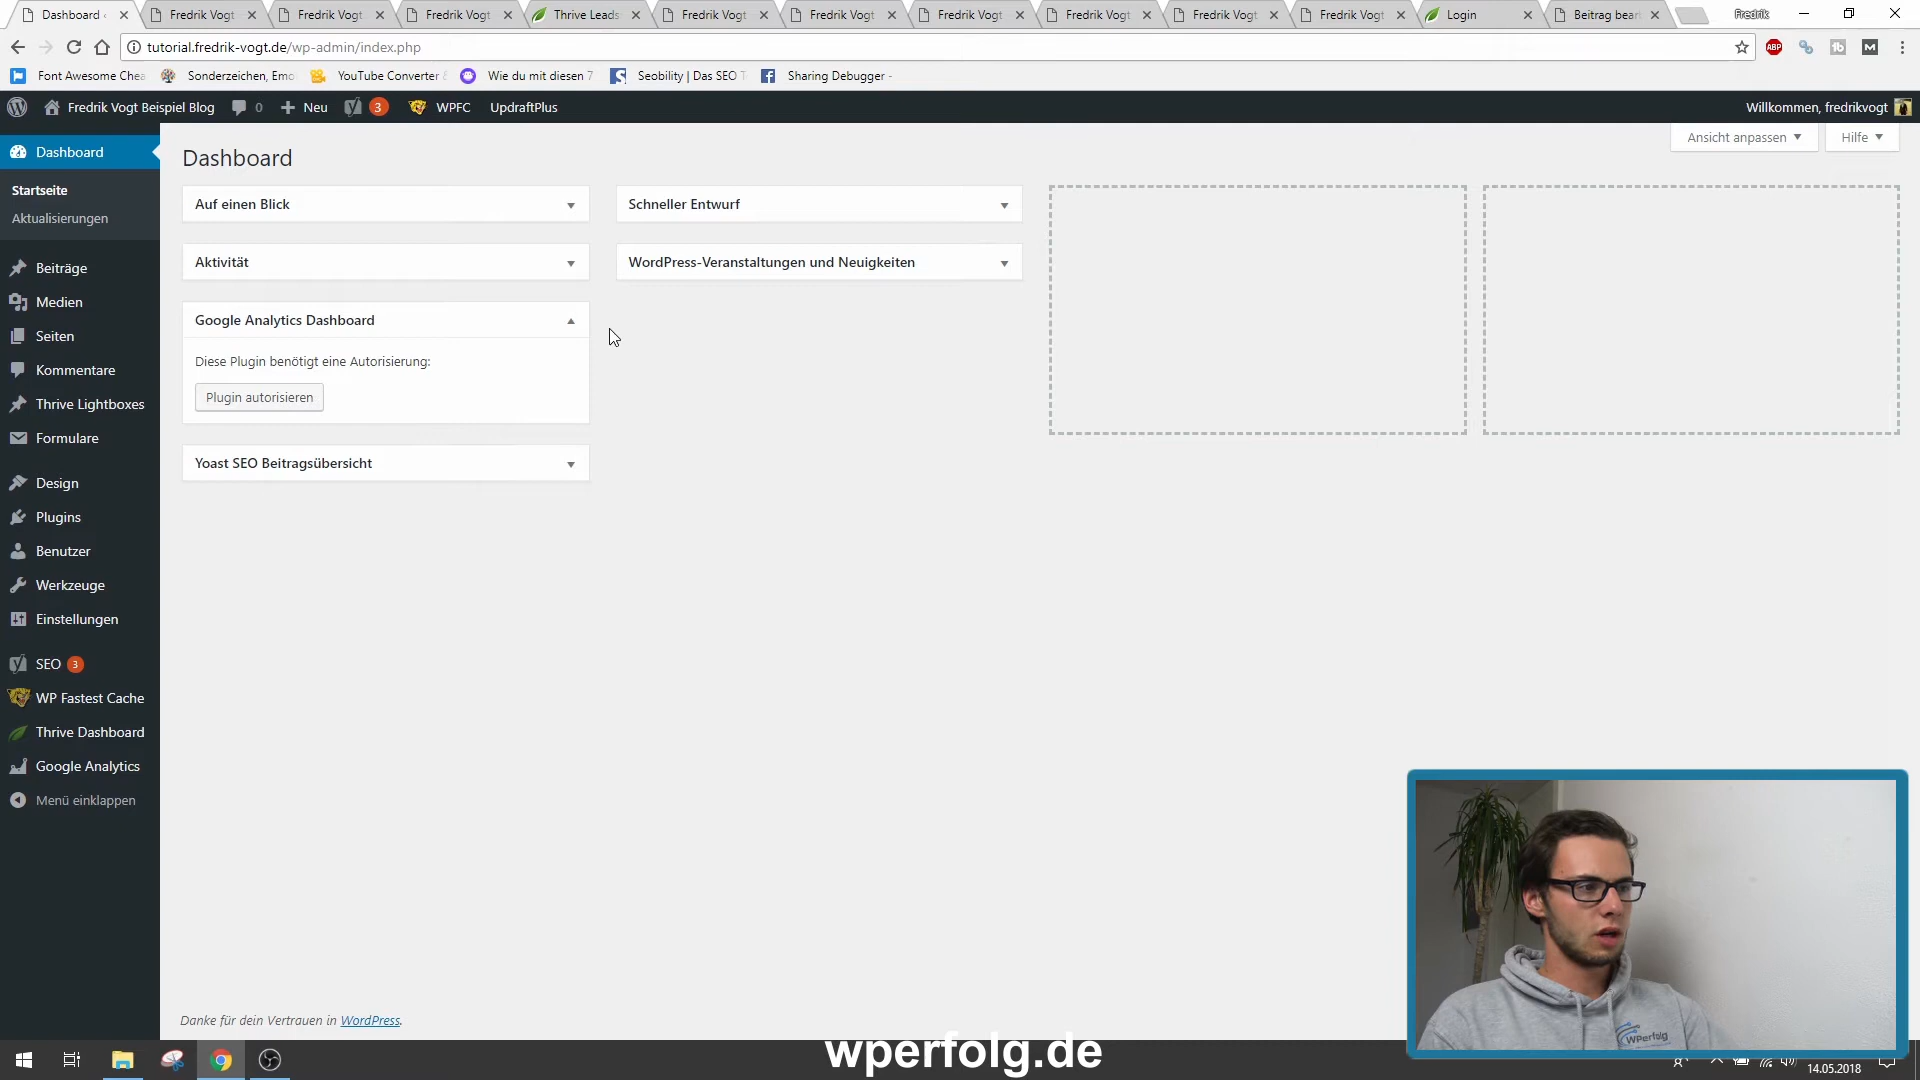 Dashboard
Fredrik Vogt
Fredrik Vogt
Fredrik Vogt
Thrive Leads
Fredrik Vogt
Fredrik Vogt
Fredrik Vogt
Fredrik Vogt
Fredrik Vogt
Fredrik Vogt
Login
Beitrag bear
Fredrik
tutorial.fredrik-vogt.de/wp-admin/index.php
ABP
Font Awesome Chea
Sonderzeichen, Emo
YouTube Converter
Wie du mit diesen 7
Seobility | Das SEO T
Sharing Debugger -
Fredrik Vogt Beispiel Blog
0
Neu
3
WPFC
UpdraftPlus
Willkommen, fredrikvogt
Ansicht anpassen
Hilfe
Dashboard
Startseite
Aktualisierungen
Beiträge
Medien
Seiten
Kommentare
Thrive Lightboxes
Formulare
Design
Plugins
Benutzer
Werkzeuge
Einstellungen
SEO 3
WP Fastest Cache
Thrive Dashboard
Google Analytics
Menü einklappen
Dashboard
Auf einen Blick
Aktivität
Google Analytics Dashboard
Diese Plugin benötigt eine Autorisierung:
Plugin autorisieren
Yoast SEO Beitragsübersicht
Schneller Entwurf
WordPress-Veranstaltungen und Neuigkeiten
Danke für dein Vertrauen in WordPress.
WPerfolg
wperfolg.de
14.05.2018